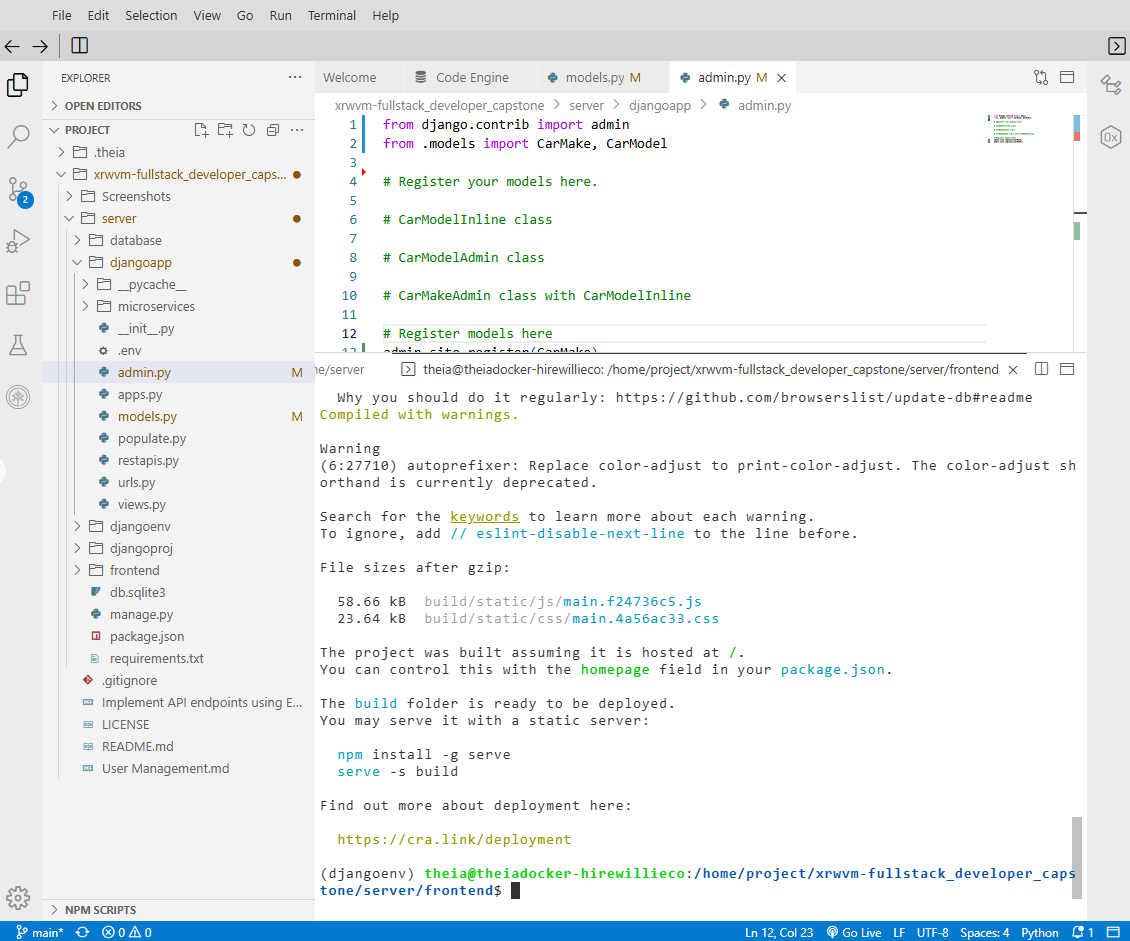 File Edit Selection View Go Run Terminal Help
EXPLORER
OPEN EDITORS
PROJECT
.theia
xrwvm-fullstack_developer_caps...
Screenshots
server
database
djangoapp
__pycache__
microservices
__init__.py
.env
admin.py M
apps.py
models.py M
populate.py
restapis.py
urls.py
views.py
djangoenv
djangoproj
frontend
db.sqlite3
manage.py
package.json
requirements.txt
.gitignore
Implement API endpoints using E...
LICENSE
README.md
User Management.md
NPM SCRIPTS
2
Welcome Code Engine models.py M admin.py M
xrwvm-fullstack_developer_capstone > server > djangoapp > admin.py
1 from django.contrib import admin
2 from .models import CarMake, CarModel
3
4 # Register your models here.
5
6 # CarModelInline class
7
8 # CarModelAdmin class
9
10 # CarMakeAdmin class with CarModelInline
11
12 # Register models here
13 admin.site.register(CarMake)
ne/server theia@theiadocker-hirewillieco: /home/project/xrwvm-fullstack_developer_capstone/server/frontend
Why you should do it regularly: https://github.com/browserslist/update-db#readme
Compiled with warnings.
Warning
(6:27710) autoprefixer: Replace color-adjust to print-color-adjust. The color-adjust sh
orthand is currently deprecated.
Search for the keywords to learn more about each warning.
To ignore, add // eslint-disable-next-line to the line before.
File sizes after gzip:
58.66 kB build/static/js/main.f24736c5.js
23.64 kB build/static/css/main.4a56ac33.css
The project was built assuming it is hosted at /.
You can control this with the homepage field in your package.json.
The build folder is ready to be deployed.
You may serve it with a static server:
npm install -g serve
serve -s build
Find out more about deployment here:
https://cra.link/deployment
(djangoenv) theia@theiadocker-hirewillieco:/home/project/xrwvm-fullstack_developer_caps
tone/server/frontend$
0x
main* 0 0 Ln 12, Col 23 Go Live LF UTF-8 Spaces: 4 Python 1